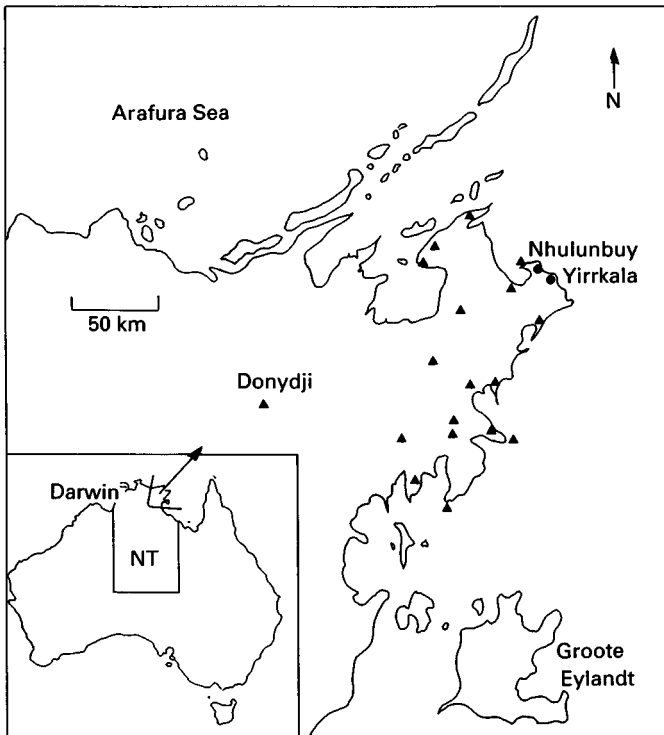 Arafura Sea
N
Nhulunbuy
Yirrkala
50 km
Donydji
Darwin
NT
Groote
Eylandt